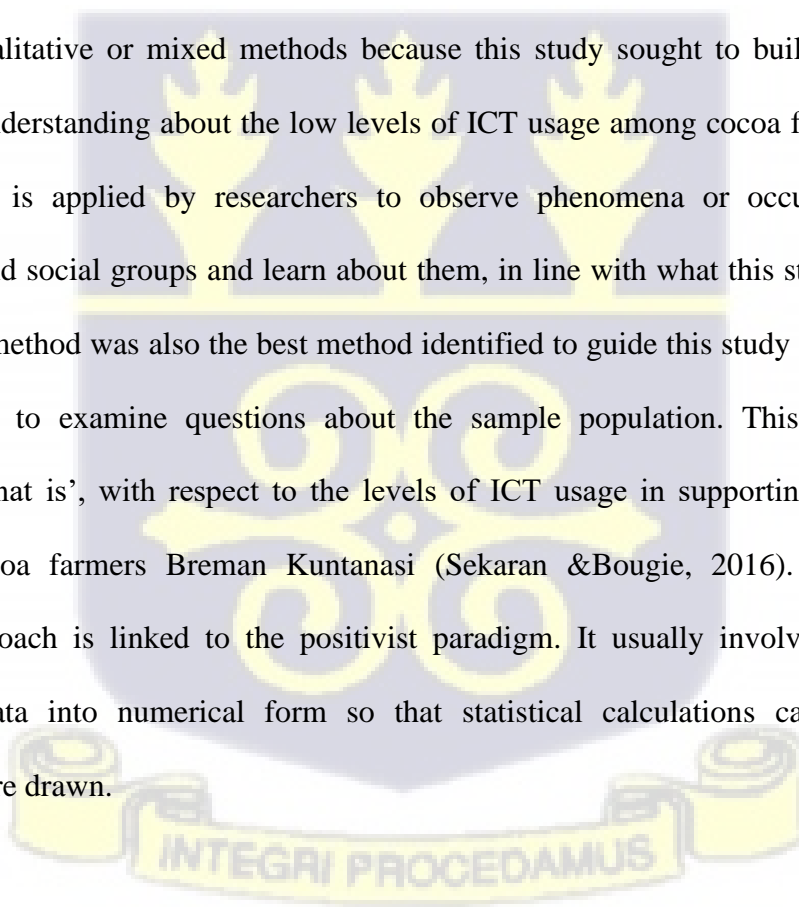 alitative or mixed methods because this study sought to buil
nderstanding about the low levels of ICT usage among cocoa f
is applied by researchers to observe phenomena or occu
d social groups and learn about them, in line with what this st
method was also the best method identified to guide this study
to examine questions about the sample population. This
hat is’, with respect to the levels of ICT usage in supportin
oa farmers Breman Kuntanasi (Sekaran &Bougie, 2016).
oach is linked to the positivist paradigm. It usually involv
ata into numerical form so that statistical calculations ca
re drawn.
INTEGRI PROCEDAMUS